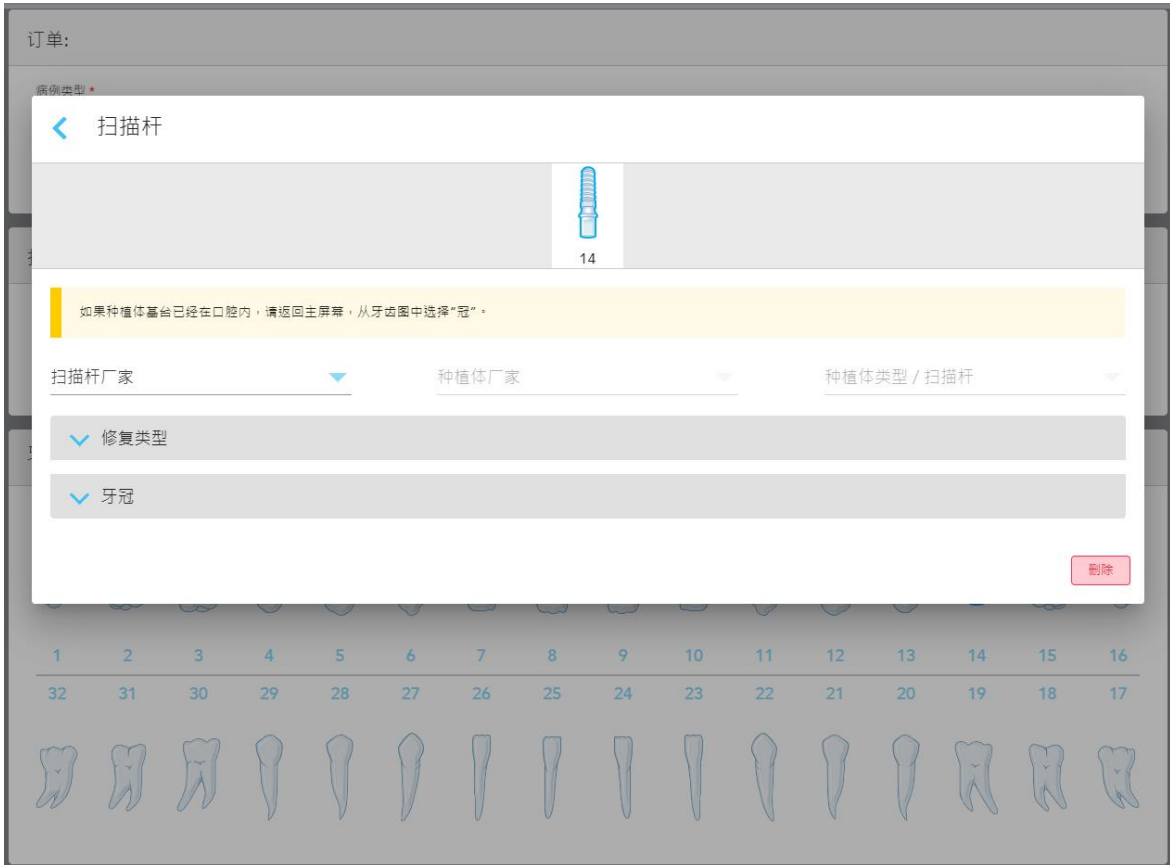 订单:
病例类型 *
扫描杆
14
如果种植体基台已经在口腔内，请返回主屏幕，从牙齿图中选择“冠”。
扫描杆厂家
种植体厂家
种植体类型 / 扫描杆
修复类型
牙冠
删除
1 2 3 4 5 6 7 8 9 10 11 12 13 14 15 16
32 31 30 29 28 27 26 25 24 23 22 21 20 19 18 17